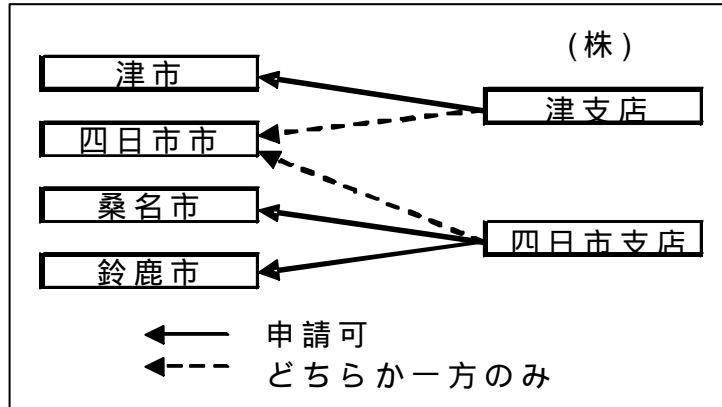 (株)
津市
津支店
四日市市
桑名市
四日市支店
鈴鹿市
申請可
どちらか一方のみ